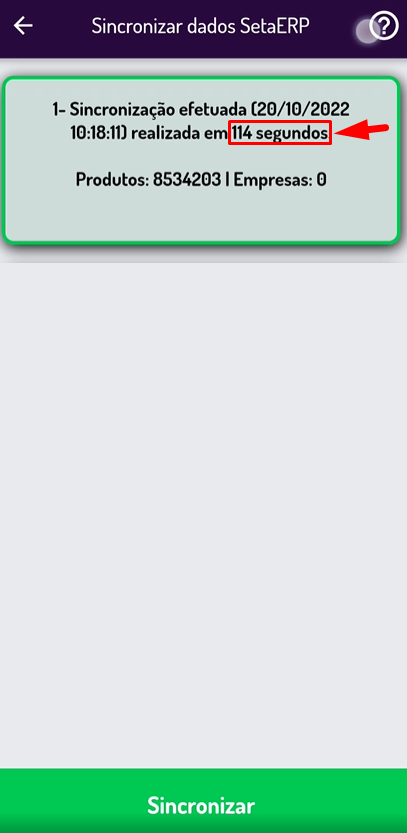 Sincronizar dados SetaERP
?
1- Sincronização efetuada (20/10/2022
10:18:11) realizada em 114 segundos
Produtos: 8534203 | Empresas: 0
Sincronizar